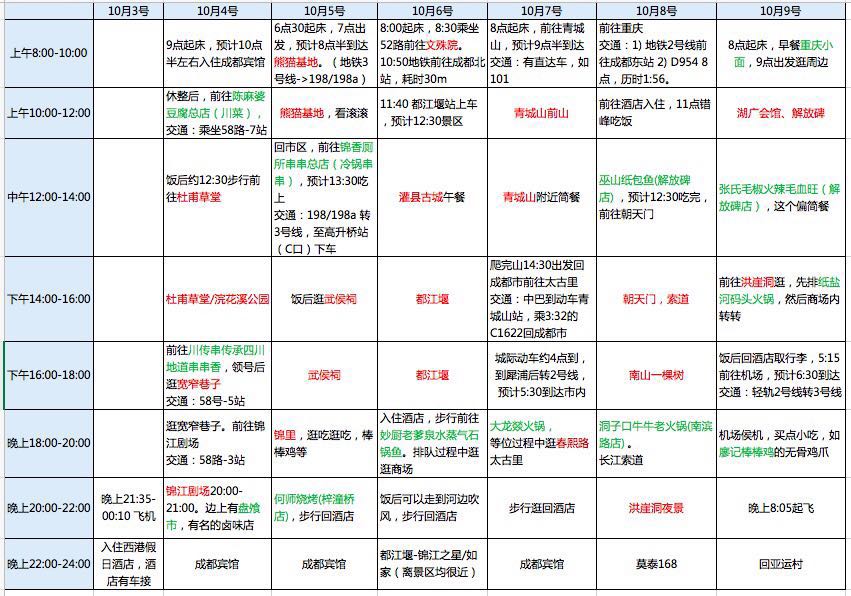 10月3号
10月4号
10月5号
10月6号
10月7号
10月8号
10月9号
上午8:00-10:00
9点起床，预计10点
半左右入住成都宾馆
6点30起床，7点出
发，预计8点半到达
熊猫基地。（地铁3
号线->198/198a）
8:00起床，8:30乘坐
52路前往文殊院。
10:50地铁前往成都北
站，耗时30m
8点起床，前往青城
山，预计9点半到达
交通：有直达车，如
101
前往重庆
交通：1) 地铁2号线前
往成都东站 2) D954 8
点，历时1:56。
8点起床，早餐重庆小
面，9点出发逛周边
上午10:00-12:00
休整后，前往陈麻婆
豆腐总店（川菜），
交通：乘坐58路-7站
熊猫基地，看滚滚
11:40 都江堰站上车
，预计12:30景区
青城山前山
前往酒店入住，11点错
峰吃饭
湖广会馆、解放碑
中午12:00-14:00
饭后约12:30步行前
往杜甫草堂
回市区，前往锦香厕
所串串总店（冷锅串
串），预计13:30吃
上
交通：198/198a 转
3号线，至高升桥站
（C口）下车
灌县古城午餐
青城山附近简餐
巫山纸包鱼(解放碑
店)，预计12:30吃完，
前往朝天门
张氏毛椒火辣毛血旺（解
放碑店），这个偏简餐
下午14:00-16:00
杜甫草堂/浣花溪公园
饭后逛武侯祠
都江堰
爬完山14:30出发回
成都市前往太古里
交通：中巴到动车青
城山站，乘3:32的
C1622回成都市
朝天门，索道
前往洪崖洞逛，先排纸盐
河码头火锅，然后商场内
转转
下午16:00-18:00
前往川传串传承四川
地道串串香，领号后
逛宽窄巷子
交通：58号-5站
武侯祠
都江堰
城际动车约4点到，
到犀浦后转2号线，
预计5:30到达市内
南山一棵树
饭后回酒店取行李，5:15
前往机场，预计6:30到达
交通：轻轨2号线转3号线
晚上18:00-20:00
逛宽窄巷子。前往锦
江剧场
交通：58路-3站
锦里，逛吃逛吃，棒
棒鸡等
入住酒店，步行前往
妙厨老爹泉水蒸气石
锅鱼。排队过程中逛
逛商场
大龙燚火锅，
等位过程中逛春熙路
太古里
洞子口牛牛老火锅(南滨
路店)。
长江索道
机场侯机，买点小吃，如
廖记棒棒鸡的无骨鸡爪
晚上20:00-22:00
晚上21:35-
00:10 飞机
锦江剧场20:00-
21:00。边上有盘飧
市，有名的卤味店
何师烧烤(梓潼桥
店)，步行回酒店
饭后可以走到河边吹
风，步行回酒店
步行逛回酒店
洪崖洞夜景
晚上8:05起飞
晚上22:00-24:00
入住西港假
日酒店，酒
店有车接
成都宾馆
成都宾馆
都江堰-锦江之星/如
家（离景区均很近）
成都宾馆
莫泰168
回亚运村